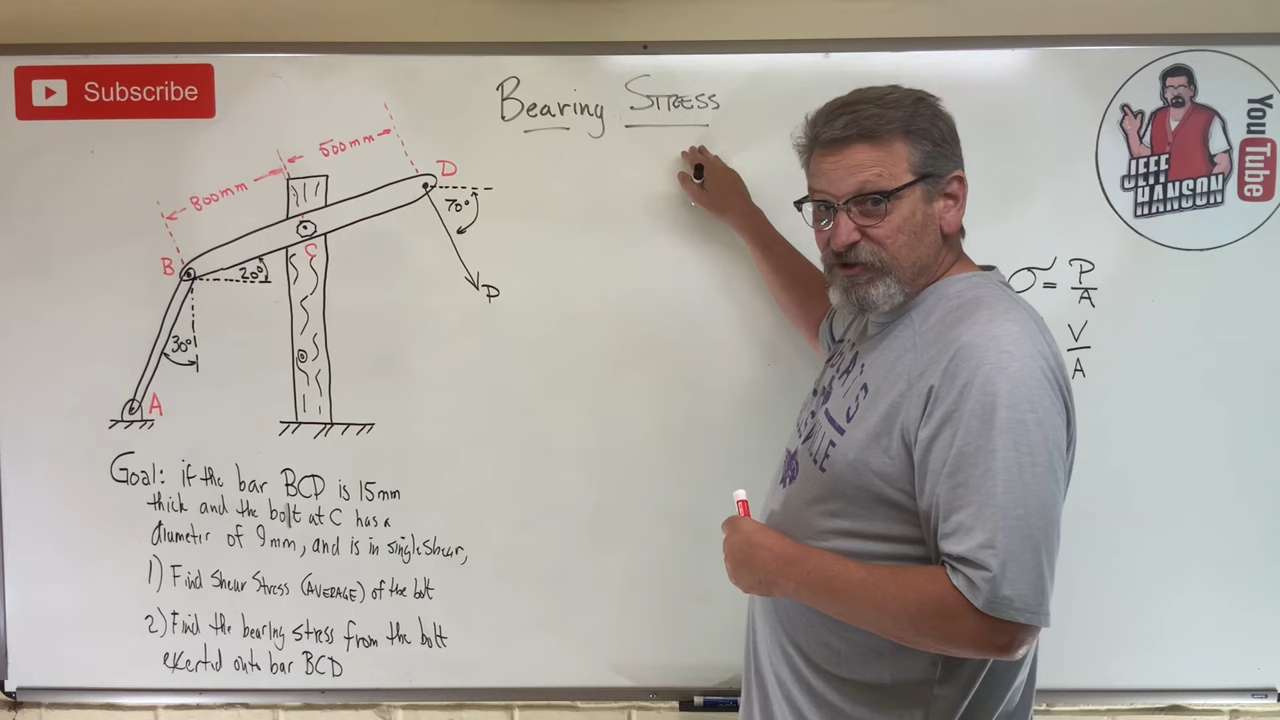 Subscribe
Bearing STRESS
JEFF
HANSON
YouTube
800mm
500mm
D
70°
B
C
20°
P
30°
A
σ = P/A
V/A
Goal: if the bar BCD is 15mm
thick and the bolt at C has a
diameter of 9mm, and is in single shear,
1) Find Shear Stress (AVERAGE) of the bolt
2) Find the bearing stress from the bolt
exerted onto bar BCD